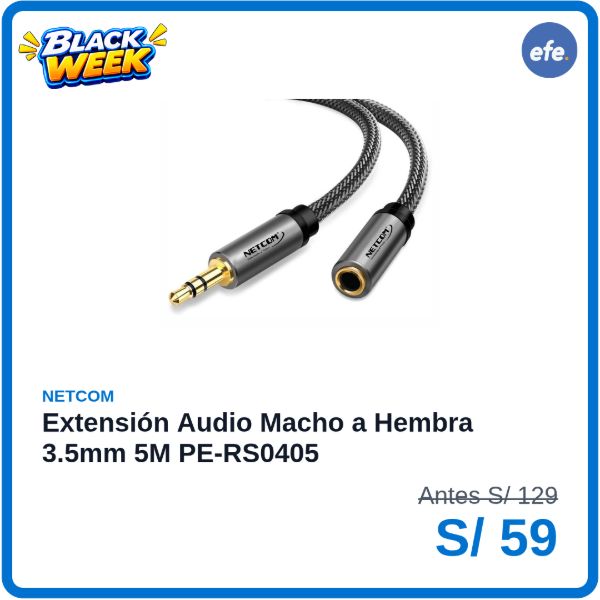 BLACK
WEEK
efe.
NETCOM
NETCOM
NETCOM
Extensión Audio Macho a Hembra
3.5mm 5M PE-RS0405
Antes S/ 129
S/ 59